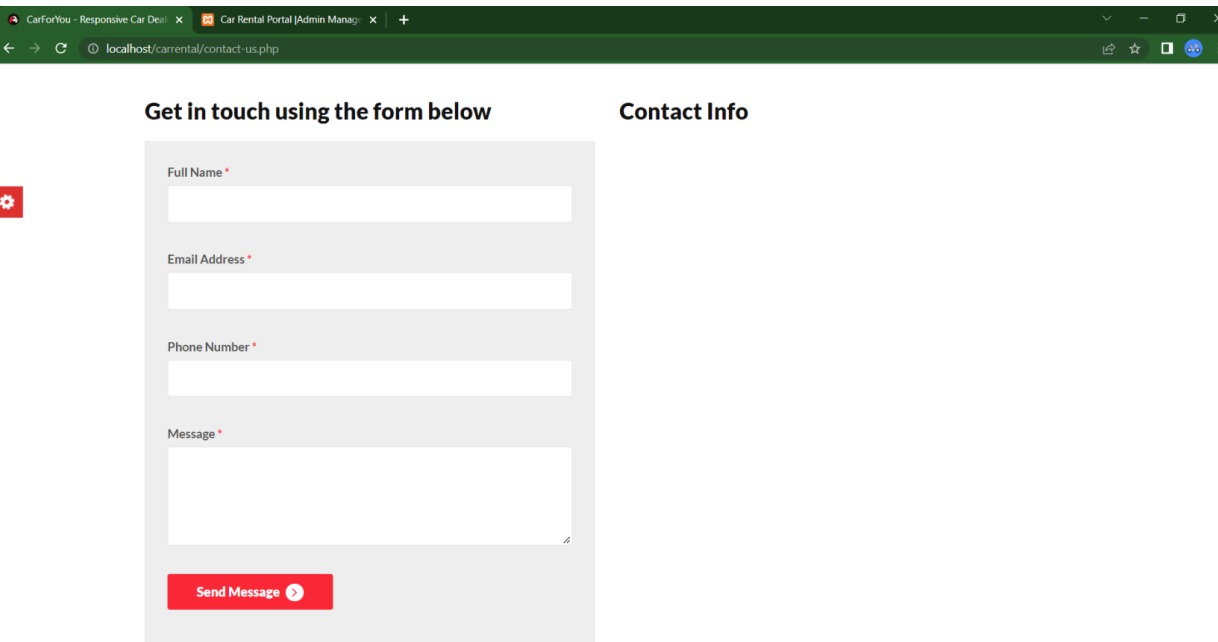 CarForYou - Responsive Car Deal
Car Rental Portal |Admin Manage
localhost/carrental/contact-us.php
Get in touch using the form below
Contact Info
Full Name *
Email Address *
Phone Number *
Message *
Send Message